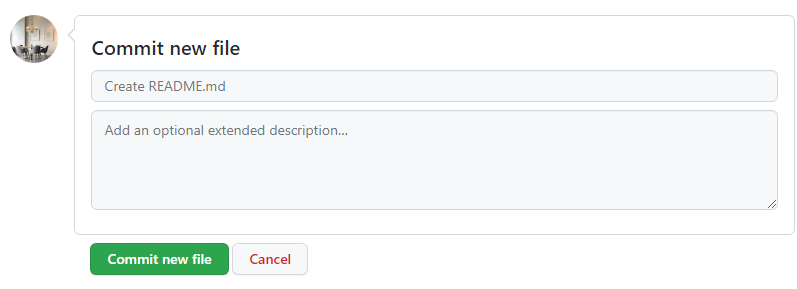 Commit new file
Create README.md
Add an optional extended description...
Commit new file
Cancel